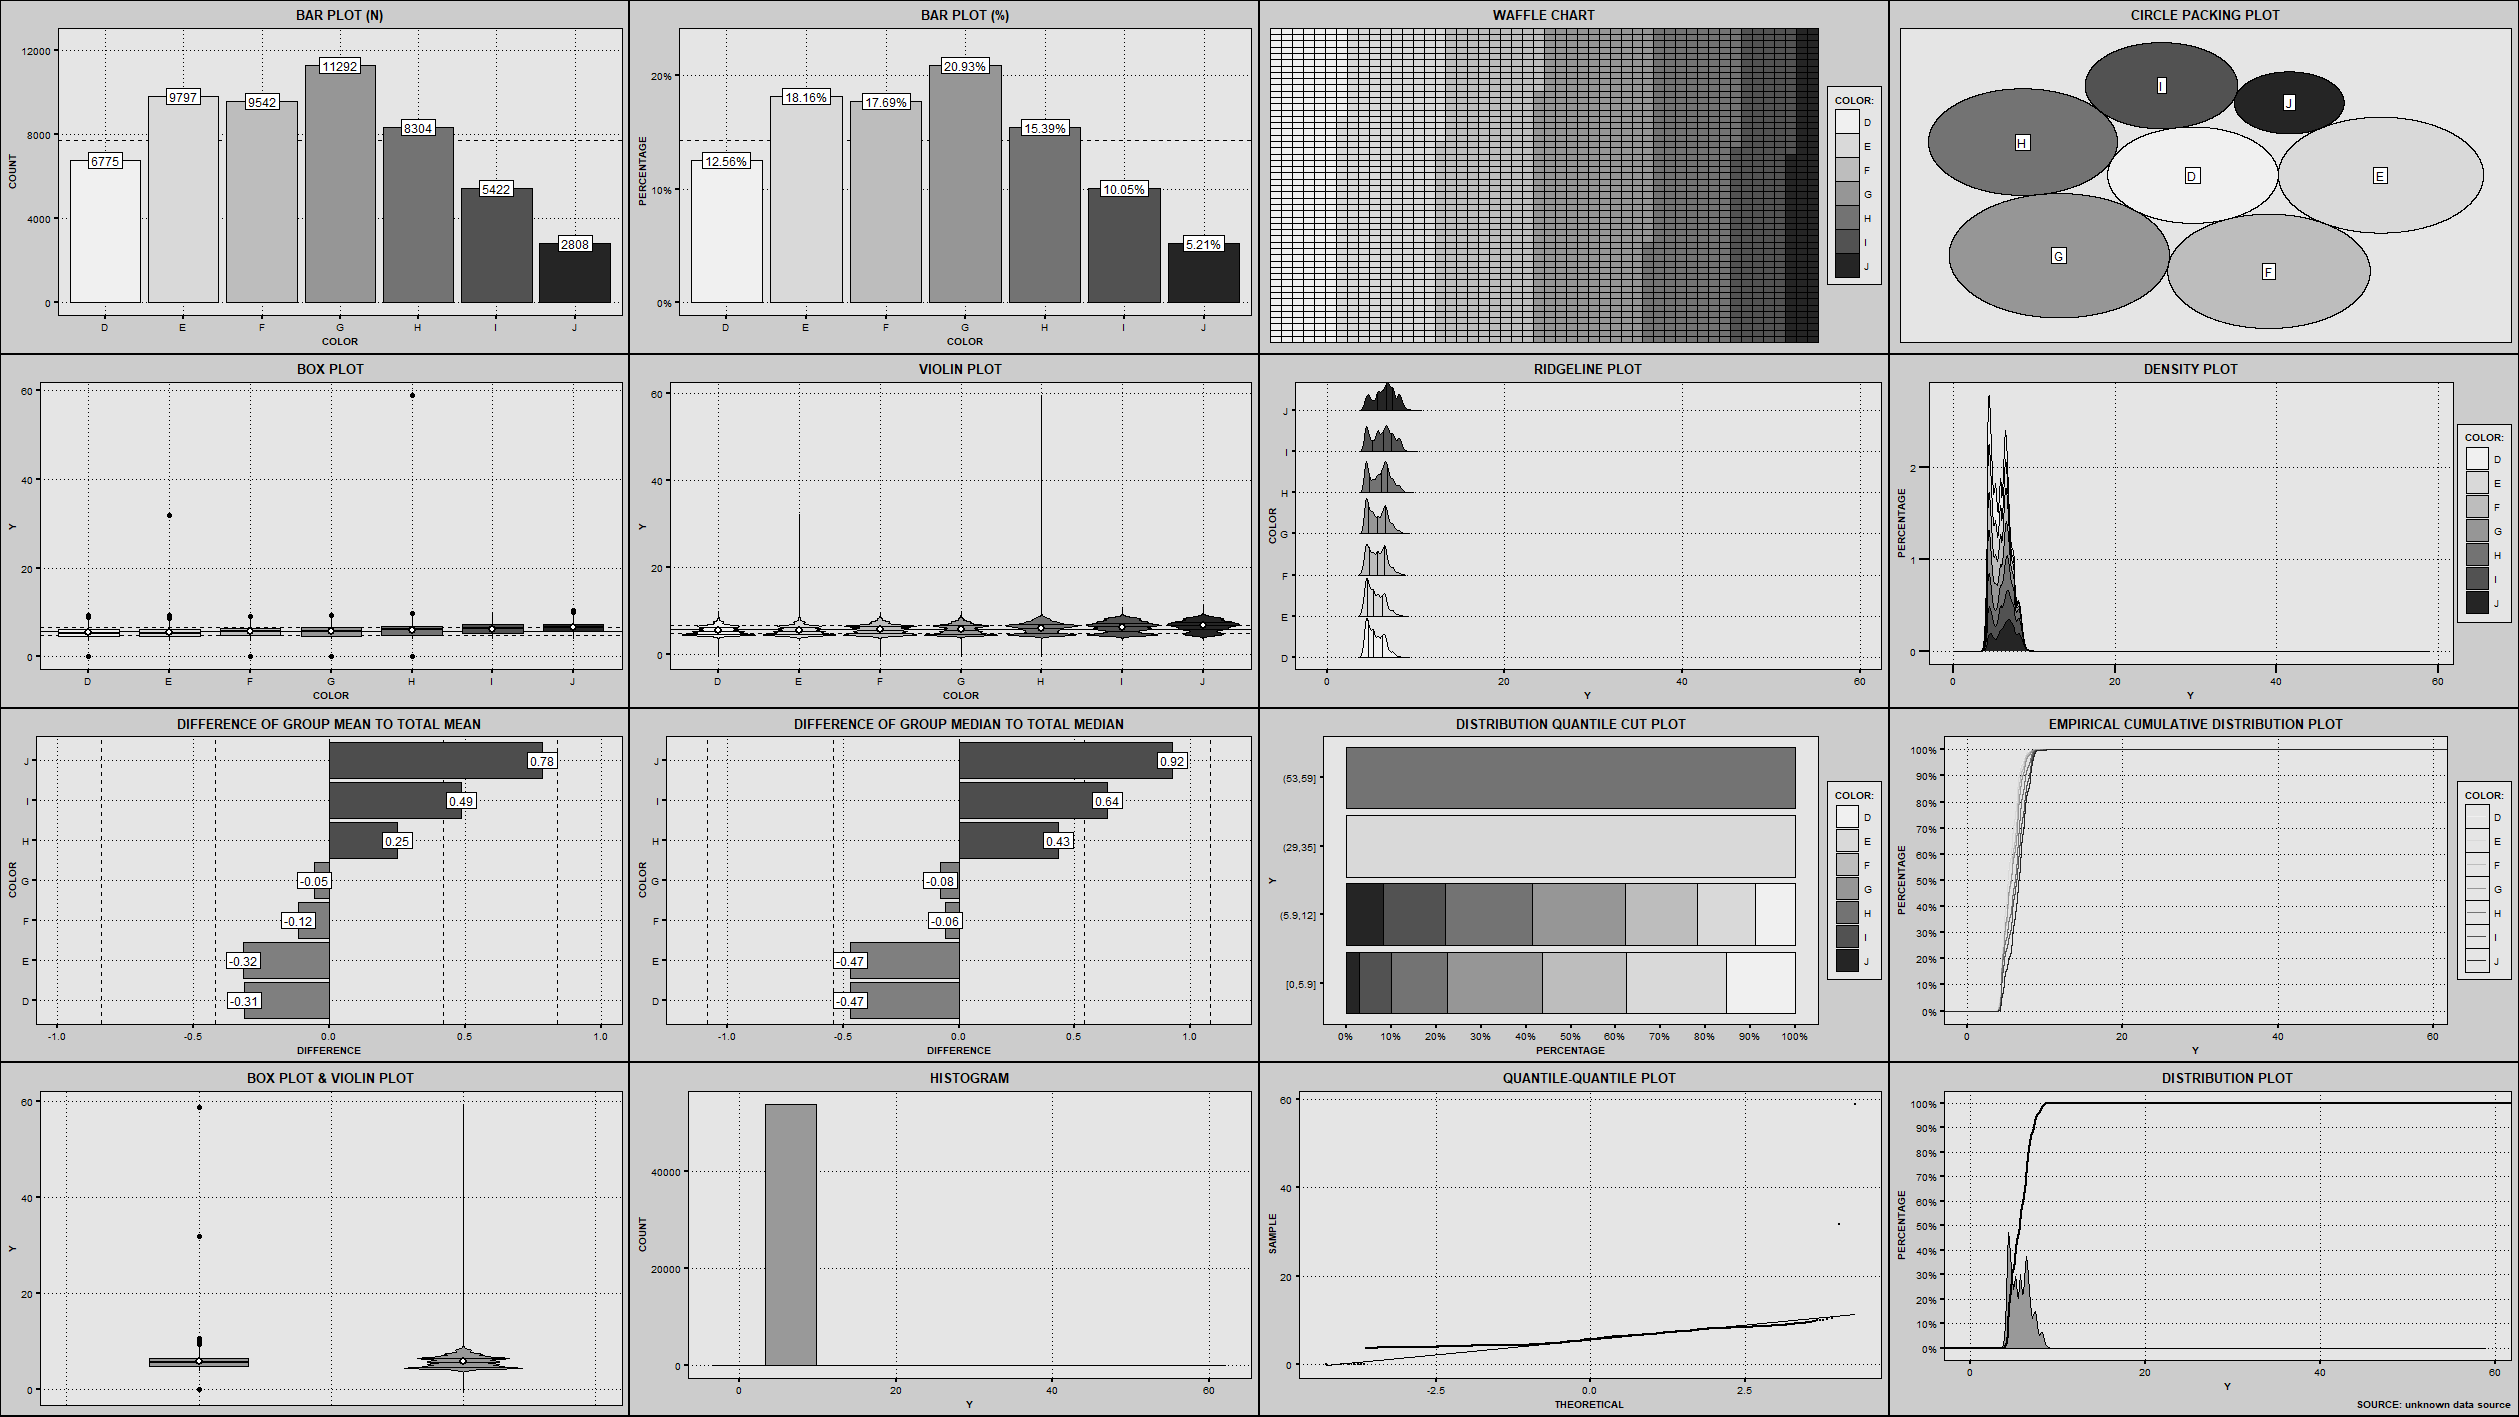 BAR PLOT (N)
12000
8000
4000
0
COUNT
6775
9797
9542
11292
8304
5422
2808
D E F G H I J
COLOR
BAR PLOT (%)
20%
10%
0%
PERCENTAGE
12.56%
18.16%
17.69%
20.93%
15.39%
10.05%
5.21%
D E F G H I J
COLOR
WAFFLE CHART
COLOR:
D
E
F
G
H
I
J
CIRCLE PACKING PLOT
I
J
H
D
E
G
F
BOX PLOT
60
40
20
0
Y
D E F G H I J
COLOR
VIOLIN PLOT
60
40
20
0
Y
D E F G H I J
COLOR
RIDGELINE PLOT
J
I
H
G
F
E
D
COLOR
0 20 40 60
Y
DENSITY PLOT
2
1
0
PERCENTAGE
0 20 40 60
Y
COLOR:
D
E
F
G
H
I
J
DIFFERENCE OF GROUP MEAN TO TOTAL MEAN
J 0.78
I 0.49
H 0.25
G -0.05
F -0.12
E -0.32
D -0.31
COLOR
-1.0 -0.5 0.0 0.5 1.0
DIFFERENCE
DIFFERENCE OF GROUP MEDIAN TO TOTAL MEDIAN
J 0.92
I 0.64
H 0.43
G -0.08
F -0.06
E -0.47
D -0.47
COLOR
-1.0 -0.5 0.0 0.5 1.0
DIFFERENCE
DISTRIBUTION QUANTILE CUT PLOT
(53,59]
(29,35]
(5.9,12]
[0,5.9]
Y
0% 10% 20% 30% 40% 50% 60% 70% 80% 90% 100%
PERCENTAGE
COLOR:
D
E
F
G
H
I
J
EMPIRICAL CUMULATIVE DISTRIBUTION PLOT
100%
90%
80%
70%
60%
50%
40%
30%
20%
10%
0%
PERCENTAGE
0 20 40 60
Y
COLOR:
D
E
F
G
H
I
J
BOX PLOT & VIOLIN PLOT
60
40
20
0
Y
HISTOGRAM
40000
20000
0
COUNT
0 20 40 60
Y
QUANTILE-QUANTILE PLOT
60
40
20
0
SAMPLE
-2.5 0.0 2.5
THEORETICAL
DISTRIBUTION PLOT
100%
90%
80%
70%
60%
50%
40%
30%
20%
10%
0%
PERCENTAGE
0 20 40 60
Y
SOURCE: unknown data source